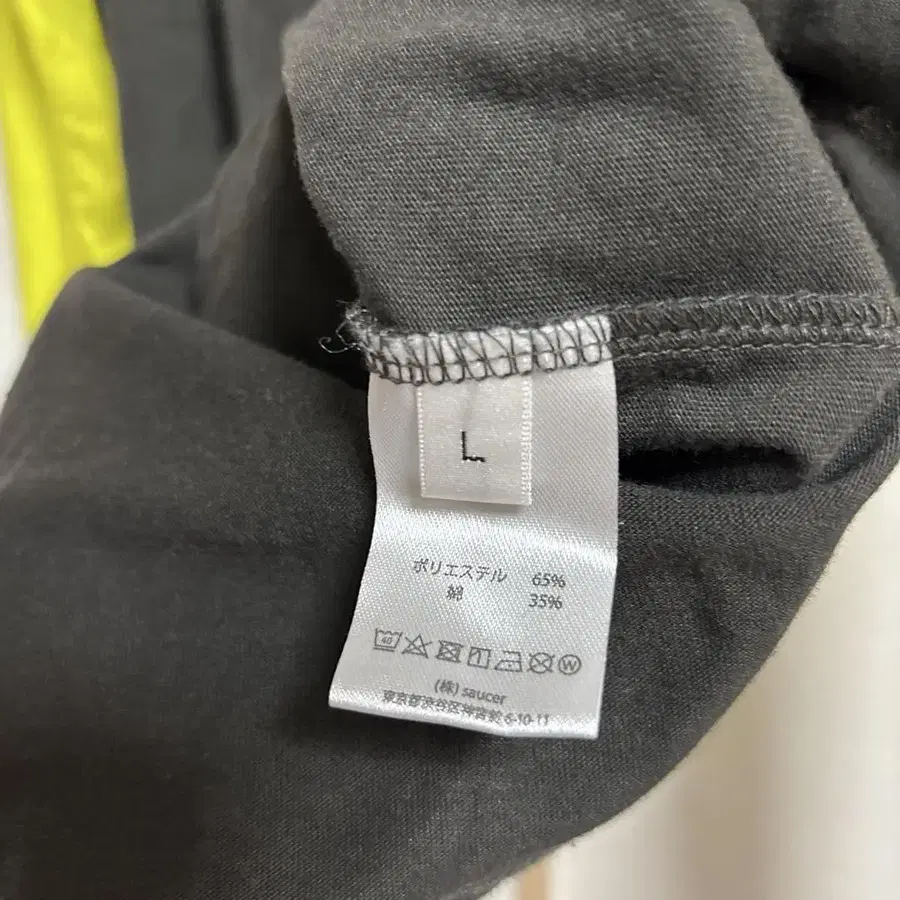 L
ポリエステル 65%
綿 35%
40 W
(株) saucer
東京都渋谷区神宮前 6-10-11